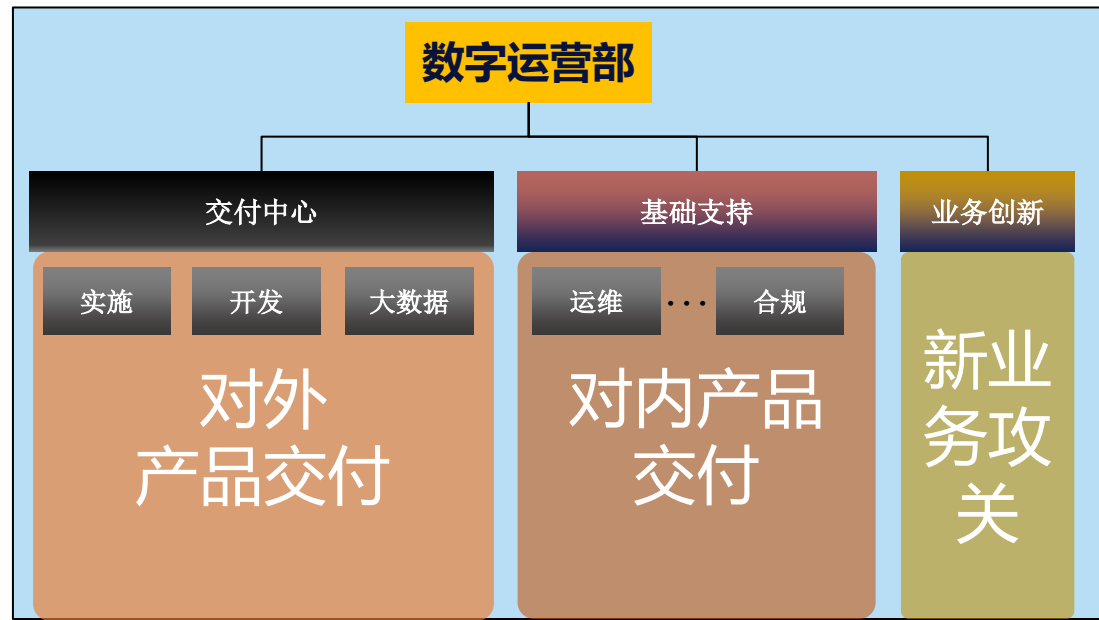 数字运营部
交付中心
基础支持
业务创新
实施
开发
大数据
运维
···
合规
对外
产品交付
对内产品
交付
新业
务攻
关